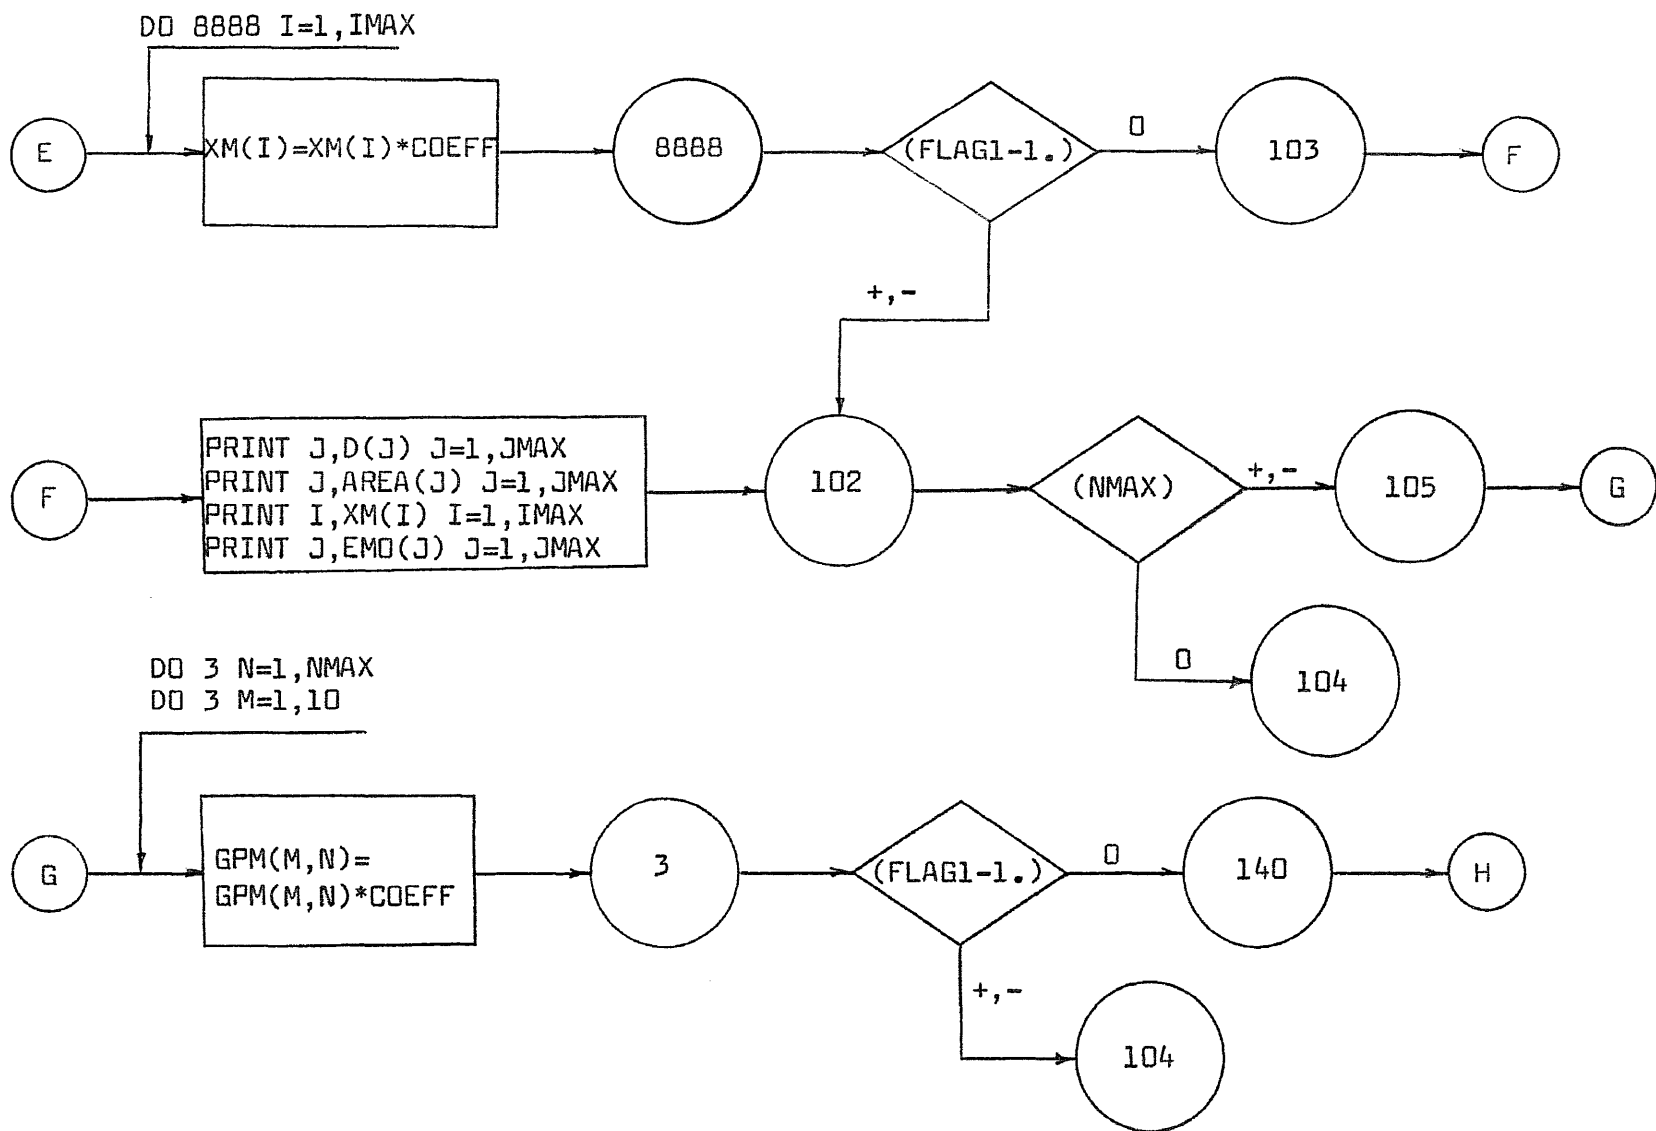 DO 8888 I=1,IMAX
E
XM(I)=XM(I)*COEFF
8888
(FLAG1-1.)
0
103
F
+,-
F
PRINT J,D(J) J=1,JMAX
PRINT J,AREA(J) J=1,JMAX
PRINT I,XM(I) I=1,IMAX
PRINT J,EMO(J) J=1,JMAX
102
(NMAX)
+,-
105
G
0
104
DO 3 N=1,NMAX
DO 3 M=1,10
G
GPM(M,N)=
GPM(M,N)*COEFF
3
(FLAG1-1.)
0
140
H
+,-
104